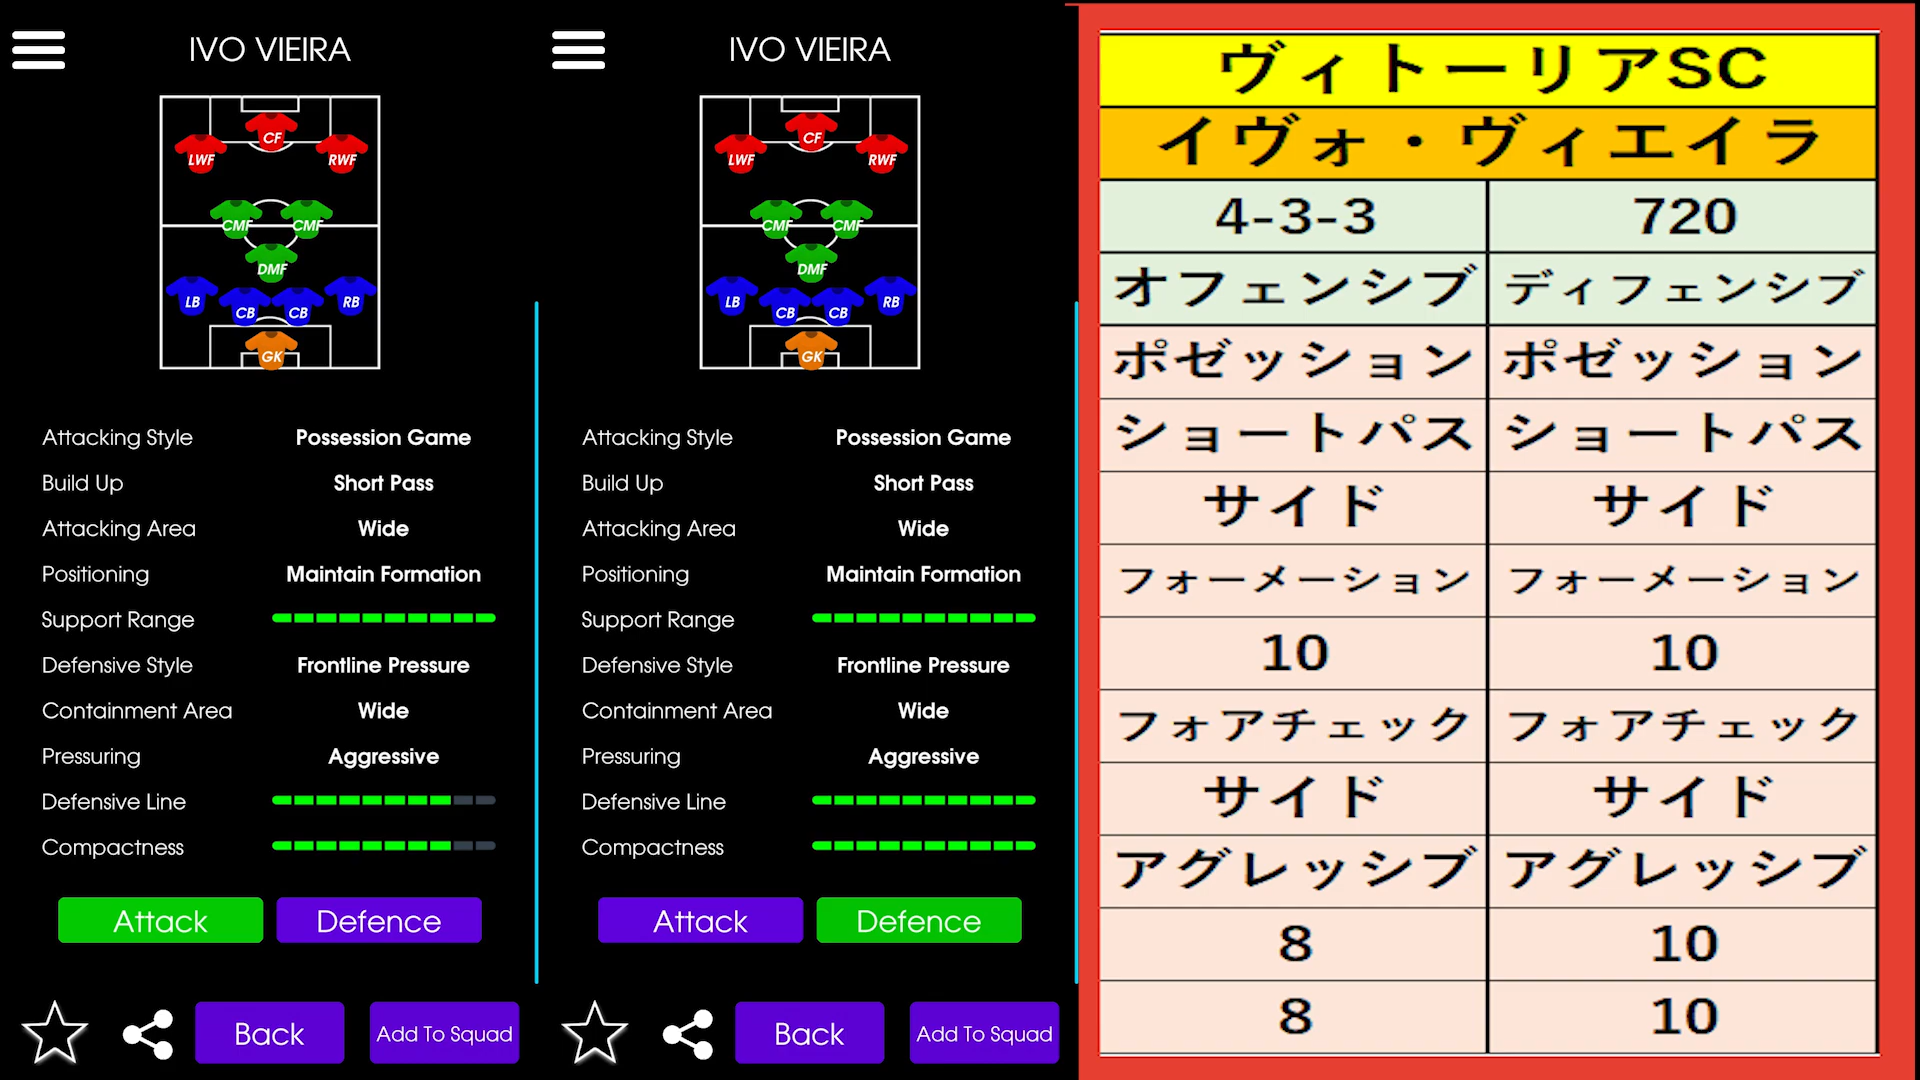 IVO VIEIRA
CF
LWF RWF
CMF CMF
DMF
LB CB CB RB
GK
Attacking Style Possession Game
Build Up Short Pass
Attacking Area Wide
Positioning Maintain Formation
Support Range
Defensive Style Frontline Pressure
Containment Area Wide
Pressuring Aggressive
Defensive Line
Compactness
Attack Defence
Back Add To Squad
IVO VIEIRA
CF
LWF RWF
CMF CMF
DMF
LB CB CB RB
GK
Attacking Style Possession Game
Build Up Short Pass
Attacking Area Wide
Positioning Maintain Formation
Support Range
Defensive Style Frontline Pressure
Containment Area Wide
Pressuring Aggressive
Defensive Line
Compactness
Attack Defence
Back Add To Squad
ヴィトーリアSC
イヴォ・ヴィエイラ
4-3-3 720
オフェンシブ ディフェンシブ
ポゼッション ポゼッション
ショートパス ショートパス
サイド サイド
フォーメーション フォーメーション
10 10
フォアチェック フォアチェック
サイド サイド
アグレッシブ アグレッシブ
8 10
8 10